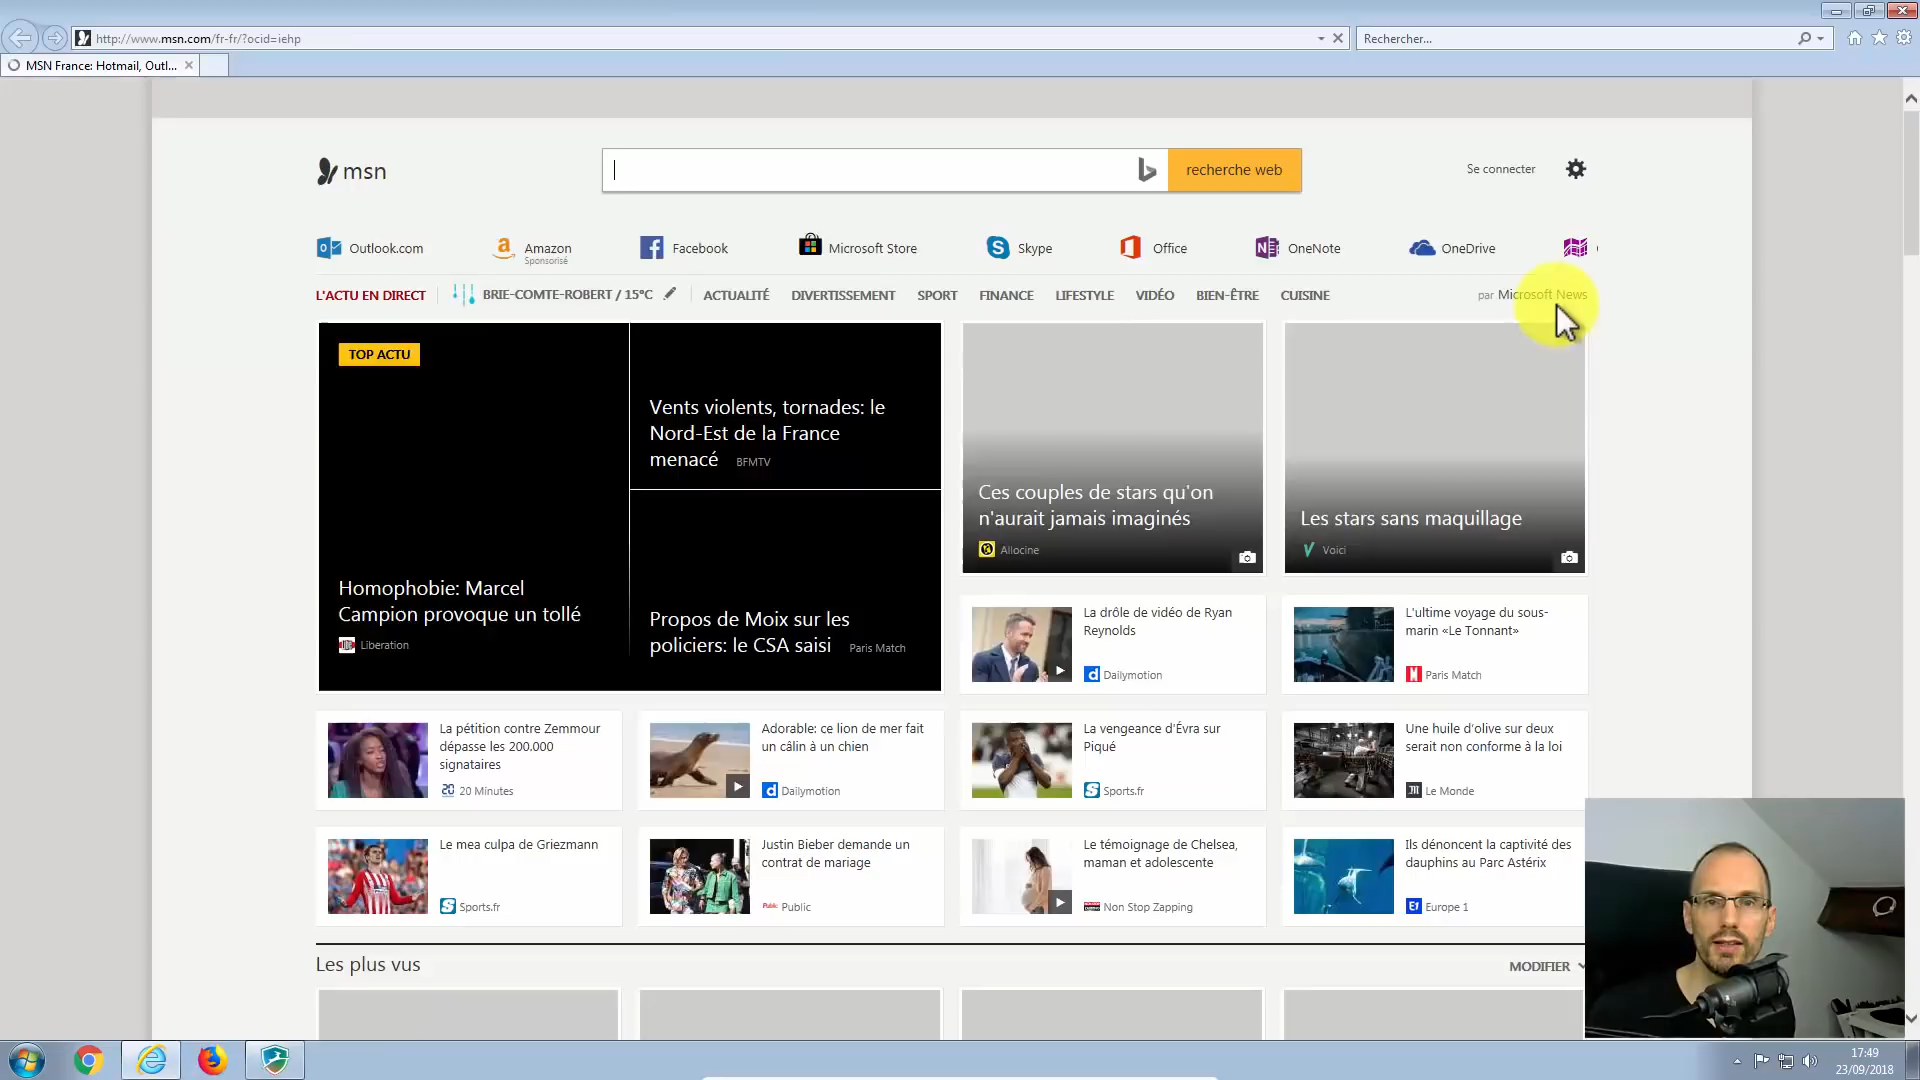 http://www.msn.com/fr-fr/?ocid=iehp
Rechercher...
MSN France: Hotmail, Outl...
msn
recherche web
Se connecter
Outlook.com
Amazon
Sponsorisé
Facebook
Microsoft Store
Skype
Office
OneNote
OneDrive
L'ACTU EN DIRECT
BRIE-COMTE-ROBERT / 15°C
ACTUALITÉ
DIVERTISSEMENT
SPORT
FINANCE
LIFESTYLE
VIDÉO
BIEN-ÊTRE
CUISINE
par Microsoft News
TOP ACTU
Homophobie: Marcel
Campion provoque un tollé
Liberation
Vents violents, tornades: le
Nord-Est de la France
menacé BFMTV
Propos de Moix sur les
policiers: le CSA saisi Paris Match
Ces couples de stars qu'on
n'aurait jamais imaginés
Allocine
Les stars sans maquillage
Voici
La drôle de vidéo de Ryan
Reynolds
Dailymotion
L'ultime voyage du sous-
marin «Le Tonnant»
Paris Match
La pétition contre Zemmour
dépasse les 200.000
signataires
20 Minutes
Adorable: ce lion de mer fait
un câlin à un chien
Dailymotion
La vengeance d'Évra sur
Piqué
Sports.fr
Une huile d'olive sur deux
serait non conforme à la loi
Le Monde
Le mea culpa de Griezmann
Sports.fr
Justin Bieber demande un
contrat de mariage
Public
Le témoignage de Chelsea,
maman et adolescente
Non Stop Zapping
Ils dénoncent la captivité des
dauphins au Parc Astérix
Europe 1
Les plus vus
MODIFIER
17:49
23/09/2018